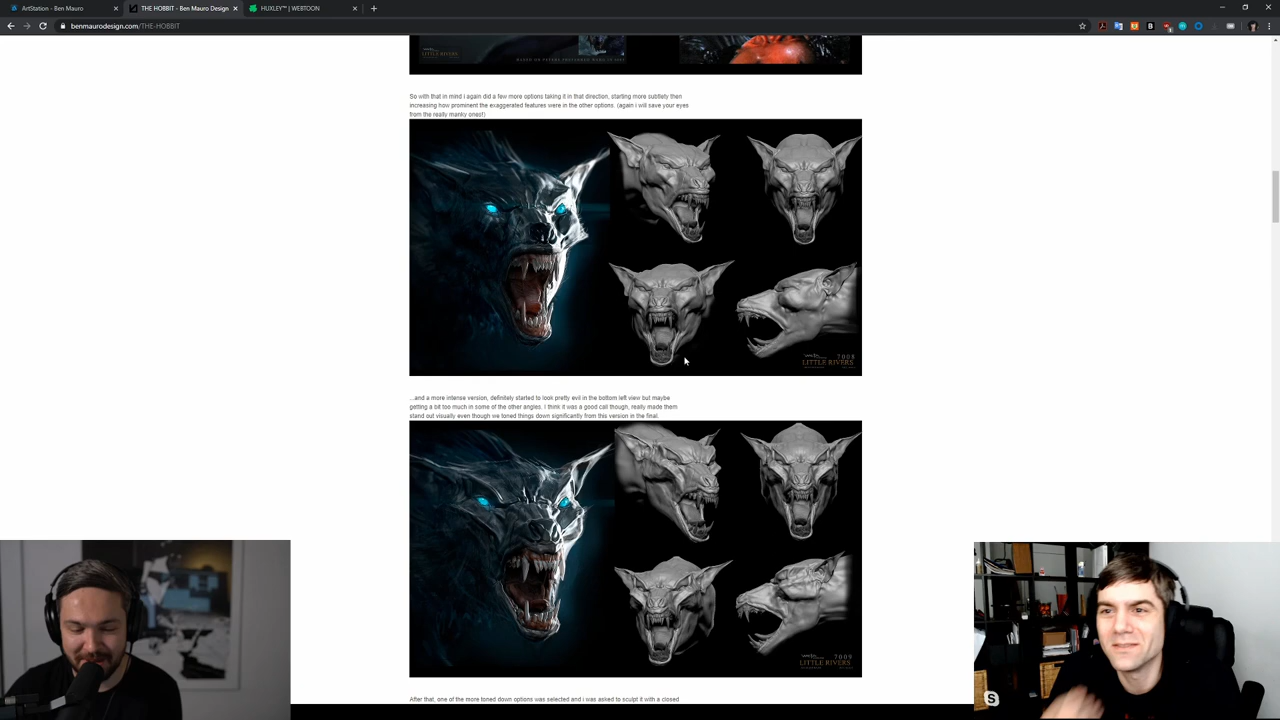 ArtStation - Ben Mauro
THE HOBBIT - Ben Mauro Design
HUXLEY™ | WEBTOON
benmaurodesign.com/THE-HOBBIT
LITTLE RIVERS
So with that in mind i again did a few more options taking it in that direction, starting more subtlety then
increasing how prominent the exaggerated features were in the other options. (again i will save your eyes
from the really manky ones!)
7008
LITTLE RIVERS
...and a more intense version, definitely started to look pretty evil in the bottom left view but maybe
getting a bit too much in some of the other angles. I think it was a good call though, really made them
stand out visually even though we toned things down significantly from this version in the final.
7009
LITTLE RIVERS
After that, one of the more toned down options was selected and i was asked to sculpt it with a closed